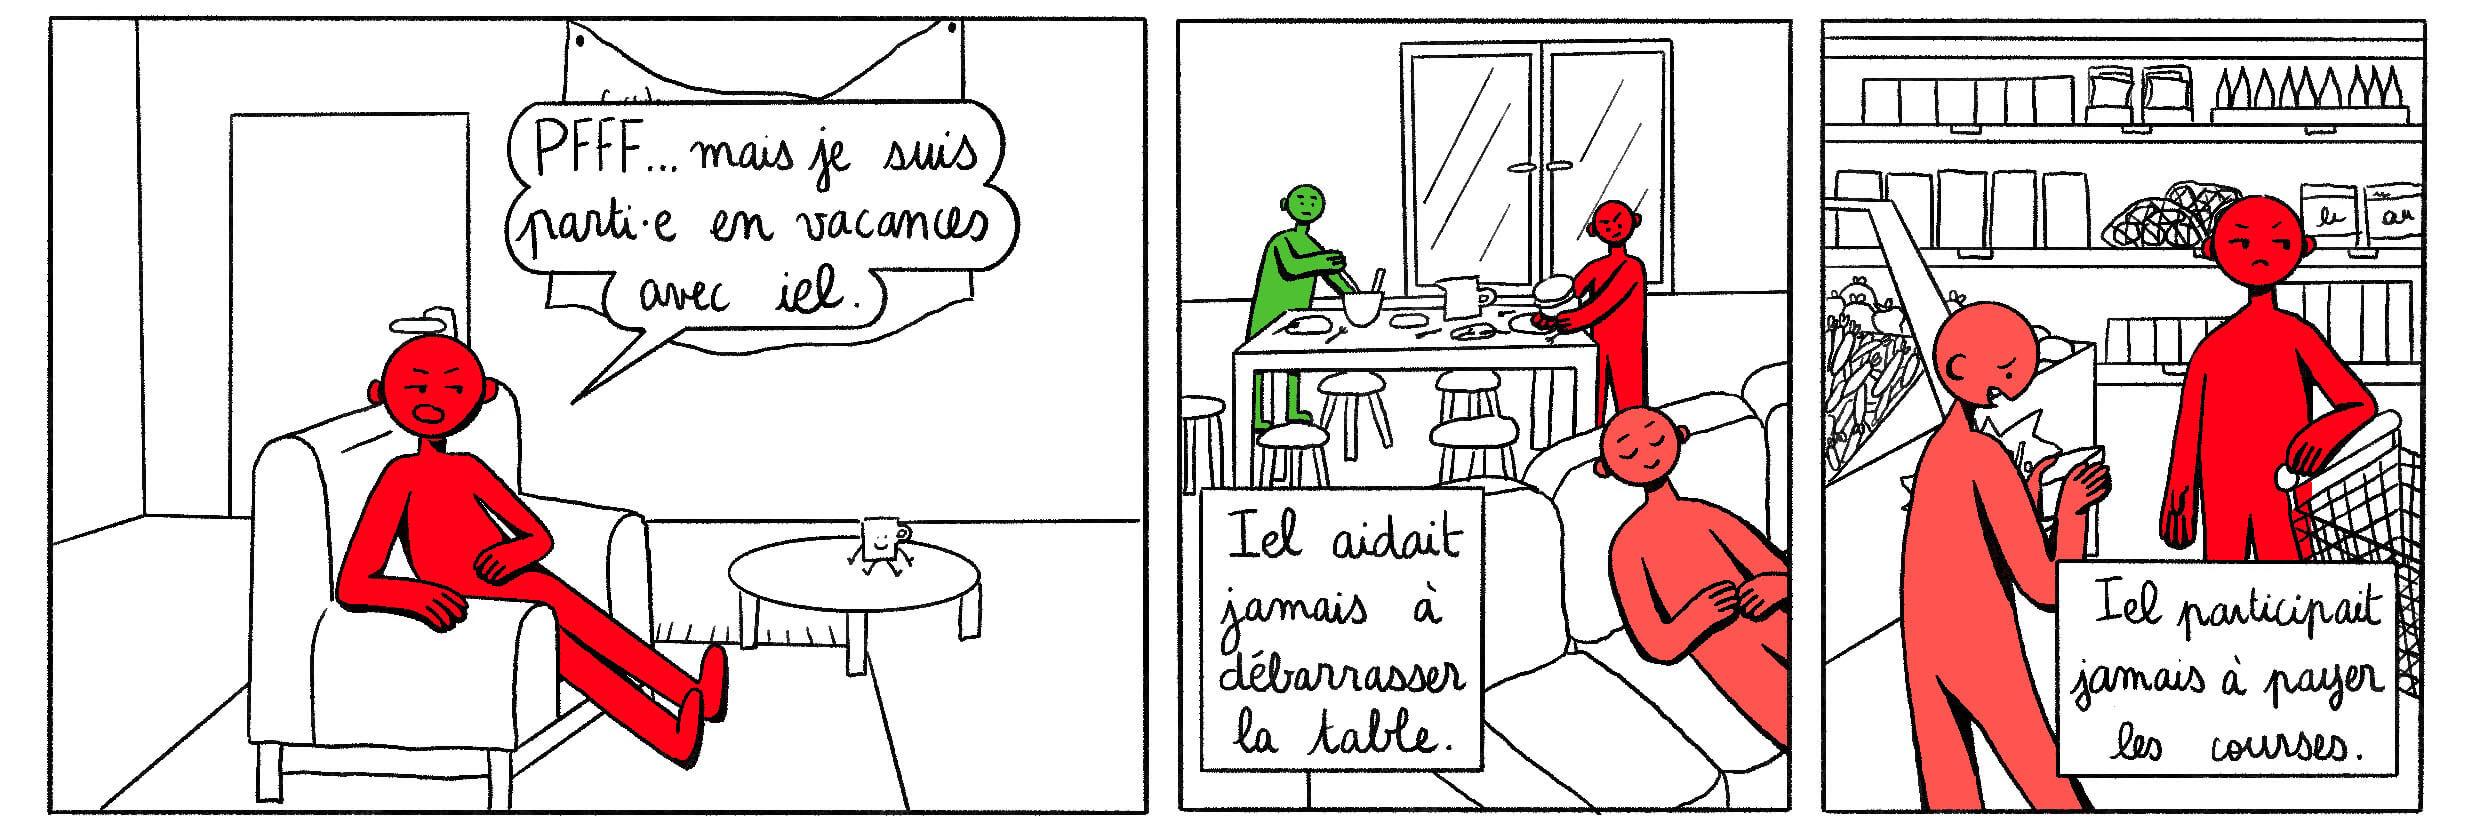 PFFF... mais je suis
parti·e en vacances
avec iel.
Iel aidait
jamais à
débarrasser
la table.
Iel participait
jamais à payer
les courses.